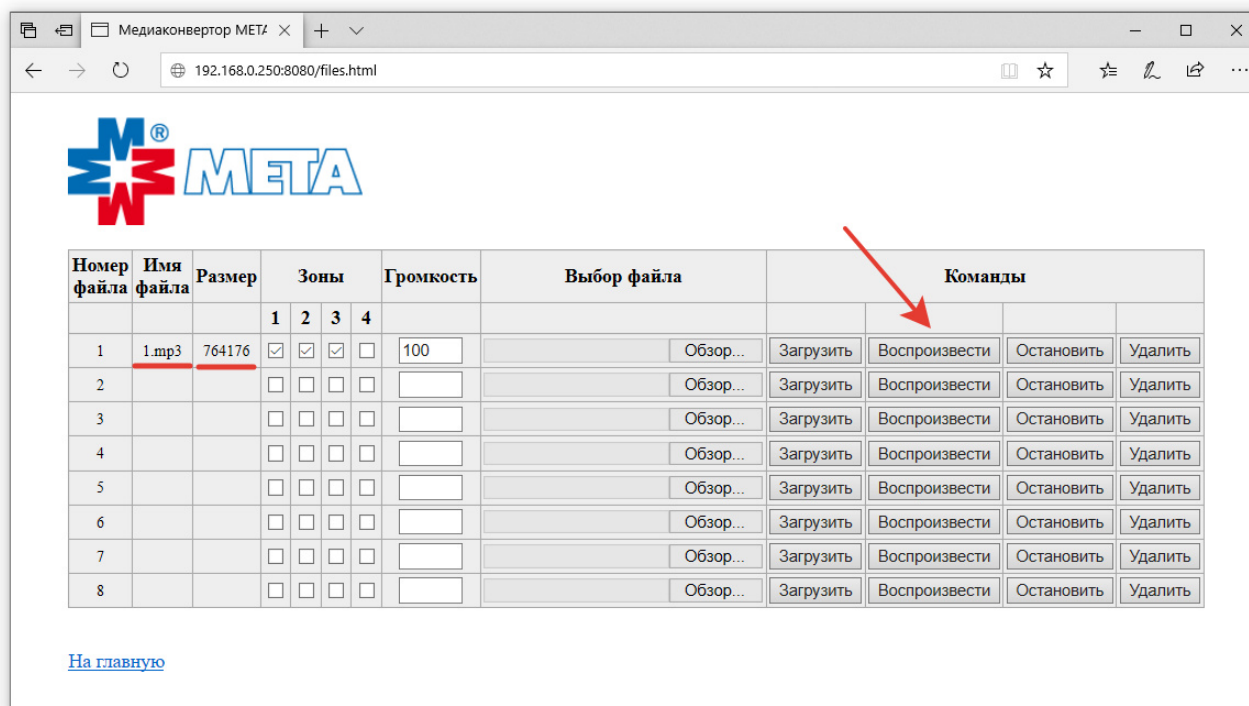 Медиаконвертор МЕТА
192.168.0.250:8080/files.html
®
МЕТА
Номер файла Имя файла Размер Зоны Громкость Выбор файла Команды
1 2 3 4
1 1.mp3 764176 100 Обзор... Загрузить Воспроизвести Остановить Удалить
2 Обзор... Загрузить Воспроизвести Остановить Удалить
3 Обзор... Загрузить Воспроизвести Остановить Удалить
4 Обзор... Загрузить Воспроизвести Остановить Удалить
5 Обзор... Загрузить Воспроизвести Остановить Удалить
6 Обзор... Загрузить Воспроизвести Остановить Удалить
7 Обзор... Загрузить Воспроизвести Остановить Удалить
8 Обзор... Загрузить Воспроизвести Остановить Удалить
На главную